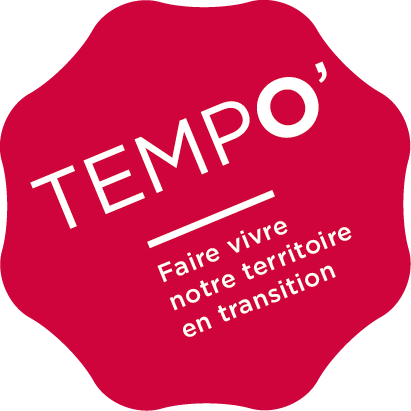 TEMPO’
Faire vivre
notre territoire
en transition